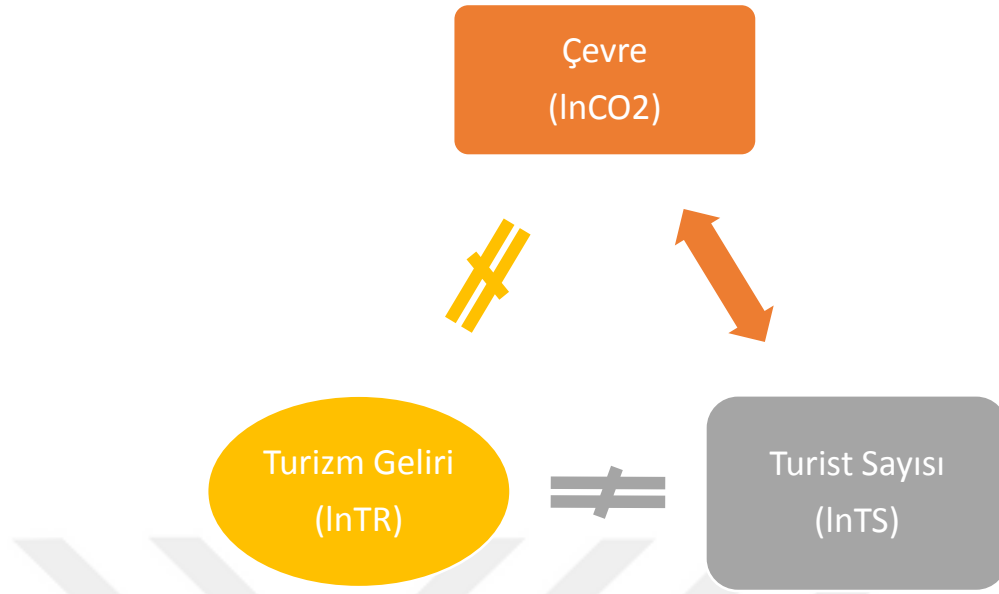 Çevre
(lnCO2)
Turizm Geliri
(lnTR)
Turist Sayısı
(lnTS)